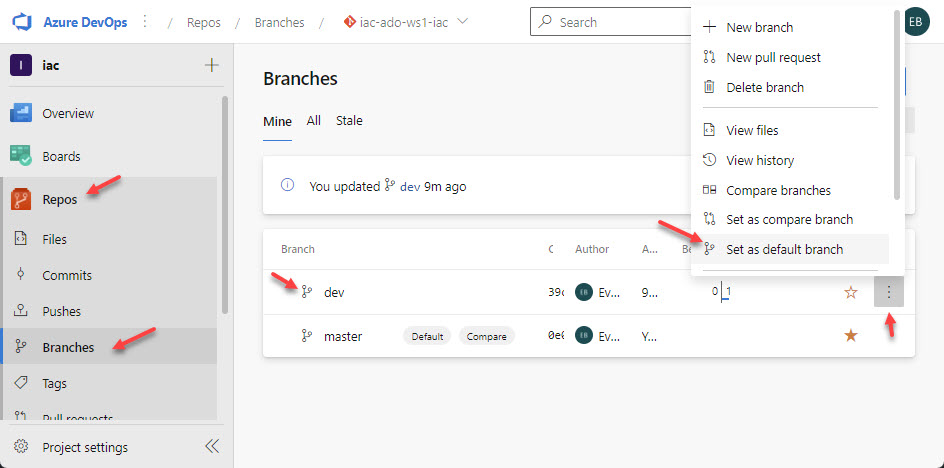 Azure DevOps / Repos / Branches / iac-ado-ws1-iac Search EB
I iac
Overview
Boards
Repos
Files
Commits
Pushes
Branches
Tags
Pull requests
Project settings
Branches
Mine All Stale
You updated dev 9m ago
Branch C Author A... Be
dev 39c EB Ev... 9... 0 1
master Default Compare 0e0 EB Ev... Y...
New branch
New pull request
Delete branch
View files
View history
Compare branches
Set as compare branch
Set as default branch